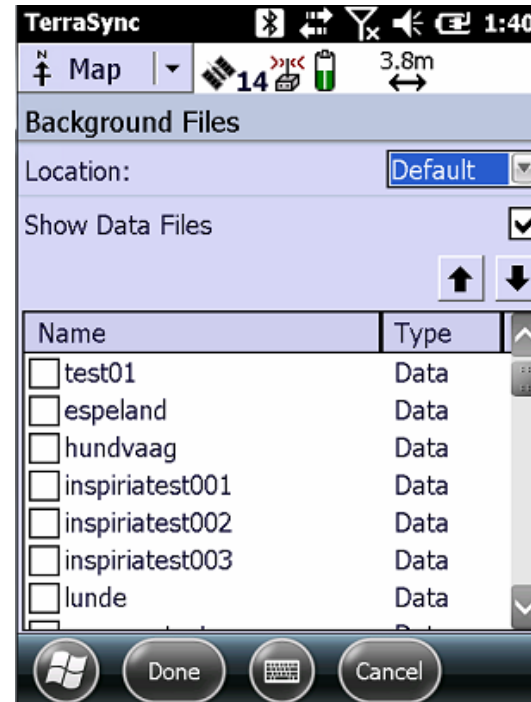 TerraSync 1:40
N
Map 14 3.8m
Background Files
Location: Default
Show Data Files
Name Type
test01 Data
espeland Data
hundvaag Data
inspiriatest001 Data
inspiriatest002 Data
inspiriatest003 Data
lunde Data
Done Cancel